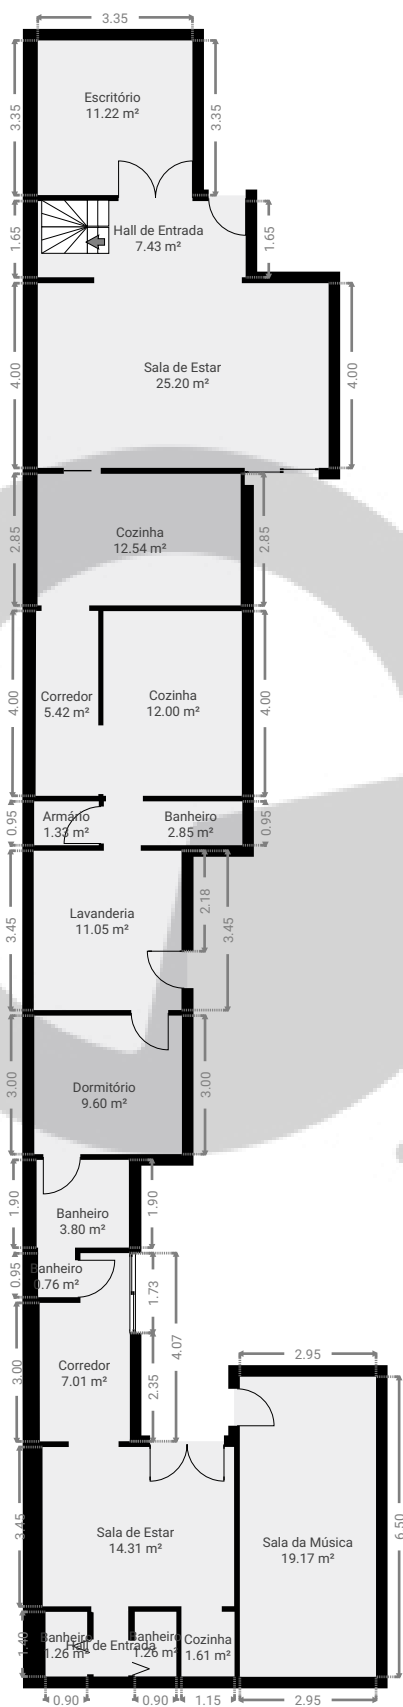 3.35
Escritório
11.22 m²
3.35
3.35
Hall de Entrada
7.43 m²
1.65
1.65
Sala de Estar
25.20 m²
4.00
4.00
Cozinha
12.54 m²
2.85
2.85
Corredor
5.42 m²
Cozinha
12.00 m²
4.00
4.00
Armário
1.33 m²
Banheiro
2.85 m²
0.95
0.95
Lavanderia
11.05 m²
3.45
2.18
3.45
Dormitório
9.60 m²
3.00
3.00
Banheiro
3.80 m²
1.90
1.90
Banheiro
0.76 m²
0.95
1.73
4.07
Corredor
7.01 m²
3.00
2.35
2.95
Sala de Estar
14.31 m²
3.45
Sala da Música
19.17 m²
6.50
Banheiro
1.26 m²
Hall de Entrada
Banheiro
1.26 m²
Cozinha
1.61 m²
1.40
0.90
0.90
1.15
2.95